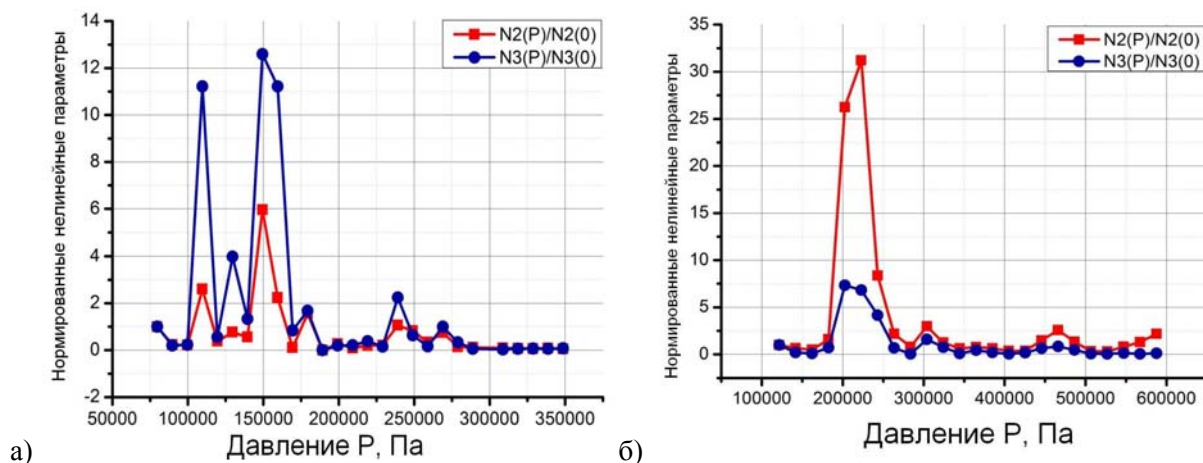 14
12
10
8
6
4
2
0
-2
Нормированные нелинейные параметры
N2(P)/N2(0)
N3(P)/N3(0)
50000 100000 150000 200000 250000 300000 350000
Давление P, Па
а)
35
30
25
20
15
10
5
0
Нормированные нелинейные параметры
N2(P)/N2(0)
N3(P)/N3(0)
100000 200000 300000 400000 500000 600000
Давление P, Па
б)